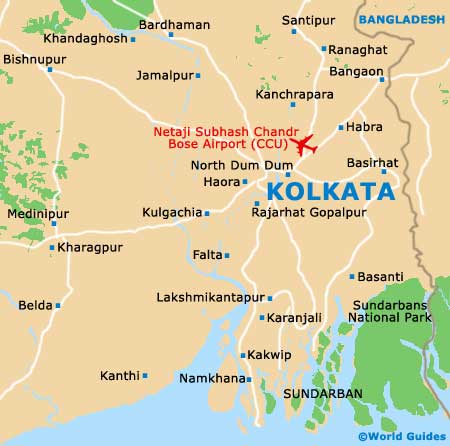 Bardhaman
Santipur
BANGLADESH
Khandaghosh
Ranaghat
Bishnupur
Jamalpur
Bangaon
Kanchrapara
Netaji Subhash Chandr
Bose Airport (CCU)
Habra
North Dum Dum
Basirhat
Haora
KOLKATA
Medinipur
Kulgachia
Rajarhat Gopalpur
Kharagpur
Falta
Basanti
Belda
Lakshmikantapur
Sundarbans
National Park
Karanjali
Kakwip
Kanthi
Namkhana
SUNDARBAN
©World Guides